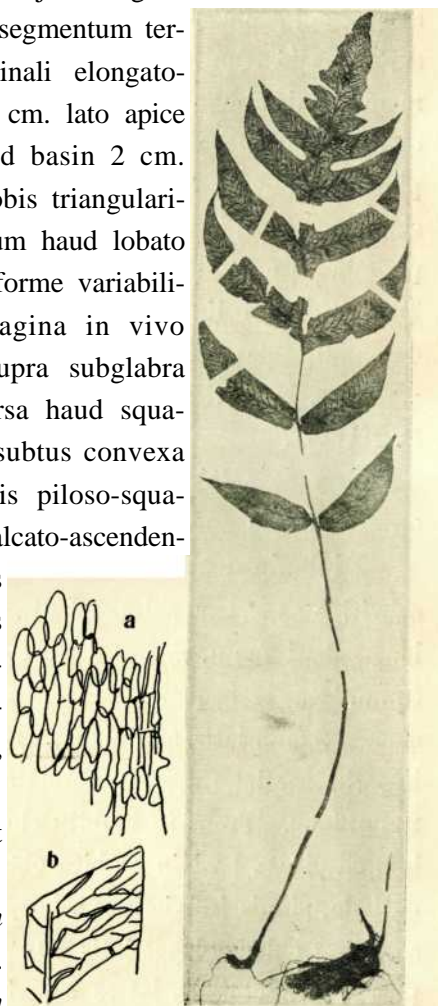 segmentum ter-
inali elongato-
cm. lato apice
d basin 2 cm.
obis triangulari-
um haud lobato
forme variabili-
agina in vivo
upra subglabra
rsa haud squa-
subtus convexa
is piloso-squa-
alcato-ascenden-
a
b